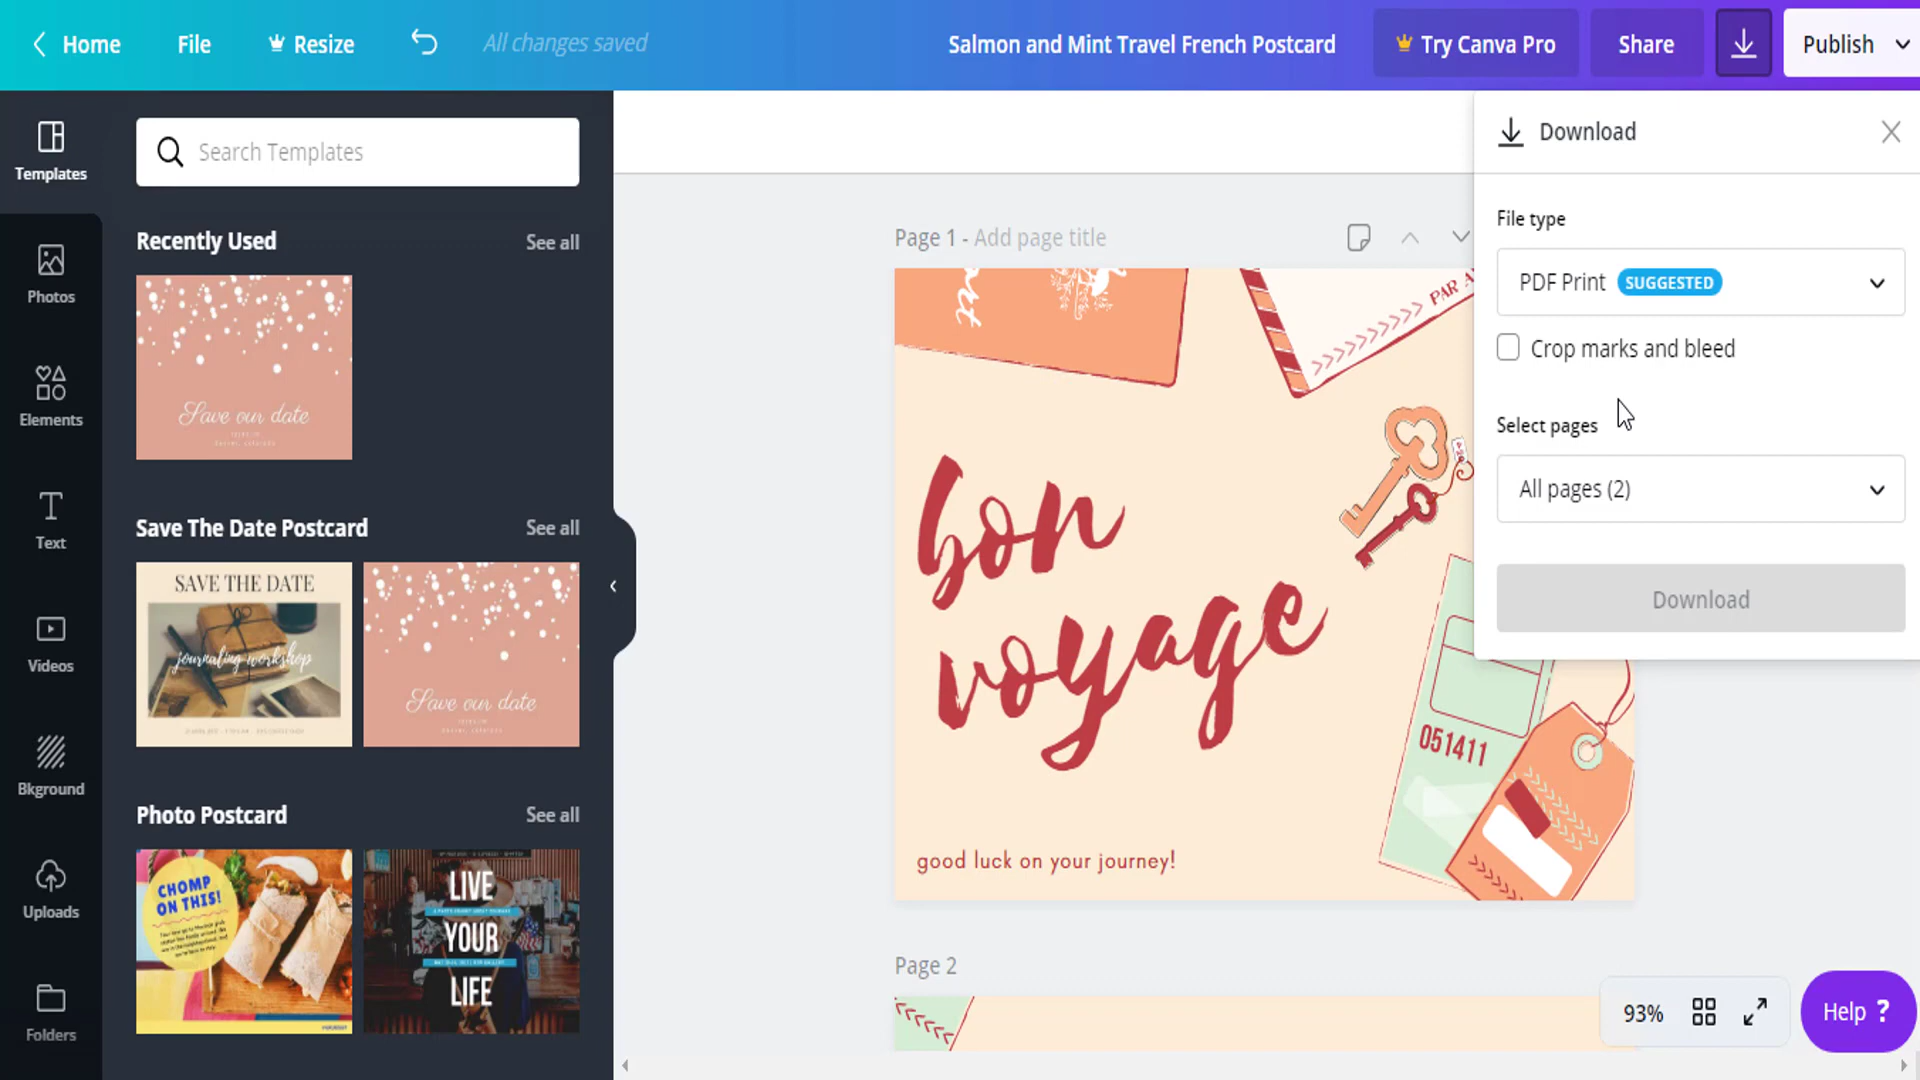 Home
File
Resize
All changes saved
Salmon and Mint Travel French Postcard
Try Canva Pro
Share
Publish
Templates
Photos
Elements
Text
Videos
Bkground
Uploads
Folders
Search Templates
Recently Used
See all
Save our date
Save The Date Postcard
See all
SAVE THE DATE
journaling workshop
Save our date
Photo Postcard
See all
CHOMP
ON THIS!
LIVE
YOUR
LIFE
Page 1 - Add page title
PAR A
bon
voyage
051411
good luck on your journey!
Page 2
Download
File type
PDF Print SUGGESTED
Crop marks and bleed
Select pages
All pages (2)
Download
93%
Help ?